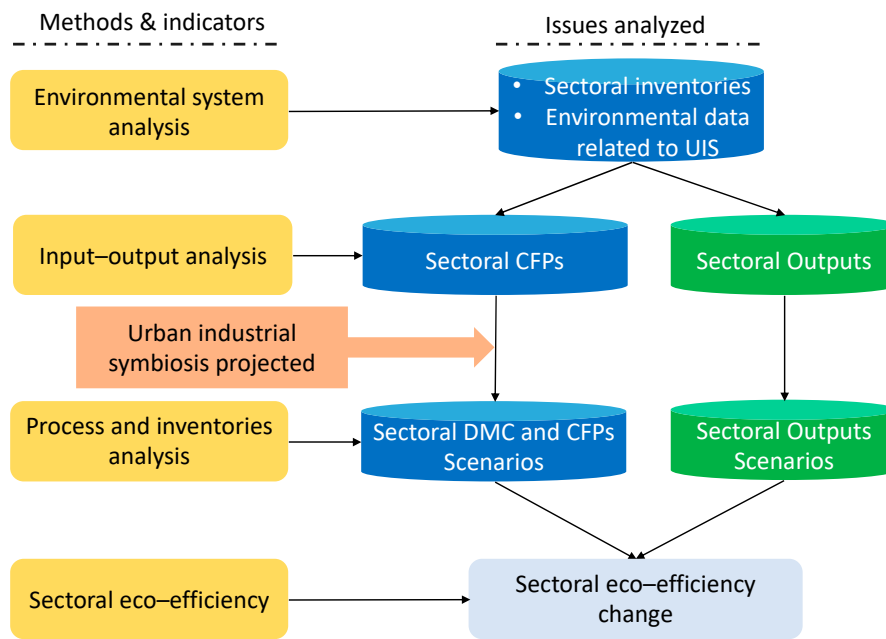 Methods & indicators
Issues analyzed
Environmental system
analysis
• Sectoral inventories
• Environmental data
related to UIS
Input–output analysis
Sectoral CFPs
Sectoral Outputs
Urban industrial
symbiosis projected
Process and inventories
analysis
Sectoral DMC and CFPs
Scenarios
Sectoral Outputs
Scenarios
Sectoral eco–efficiency
Sectoral eco–efficiency
change